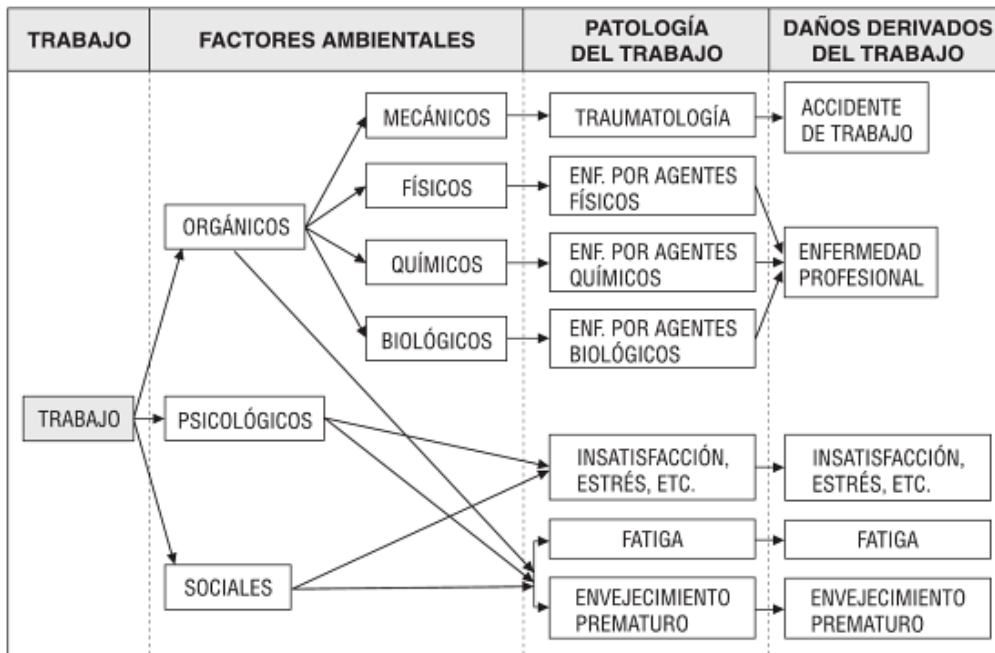 TRABAJO
FACTORES AMBIENTALES
PATOLOGÍA
DEL TRABAJO
DAÑOS DERIVADOS
DEL TRABAJO
MECÁNICOS
TRAUMATOLOGÍA
ACCIDENTE
DE TRABAJO
FÍSICOS
ENF. POR AGENTES
FÍSICOS
ORGÁNICOS
QUÍMICOS
ENF. POR AGENTES
QUÍMICOS
ENFERMEDAD
PROFESIONAL
BIOLÓGICOS
ENF. POR AGENTES
BIOLÓGICOS
TRABAJO
PSICOLÓGICOS
INSATISFACCIÓN,
ESTRÉS, ETC.
INSATISFACCIÓN,
ESTRÉS, ETC.
FATIGA
FATIGA
SOCIALES
ENVEJECIMIENTO
PREMATURO
ENVEJECIMIENTO
PREMATURO